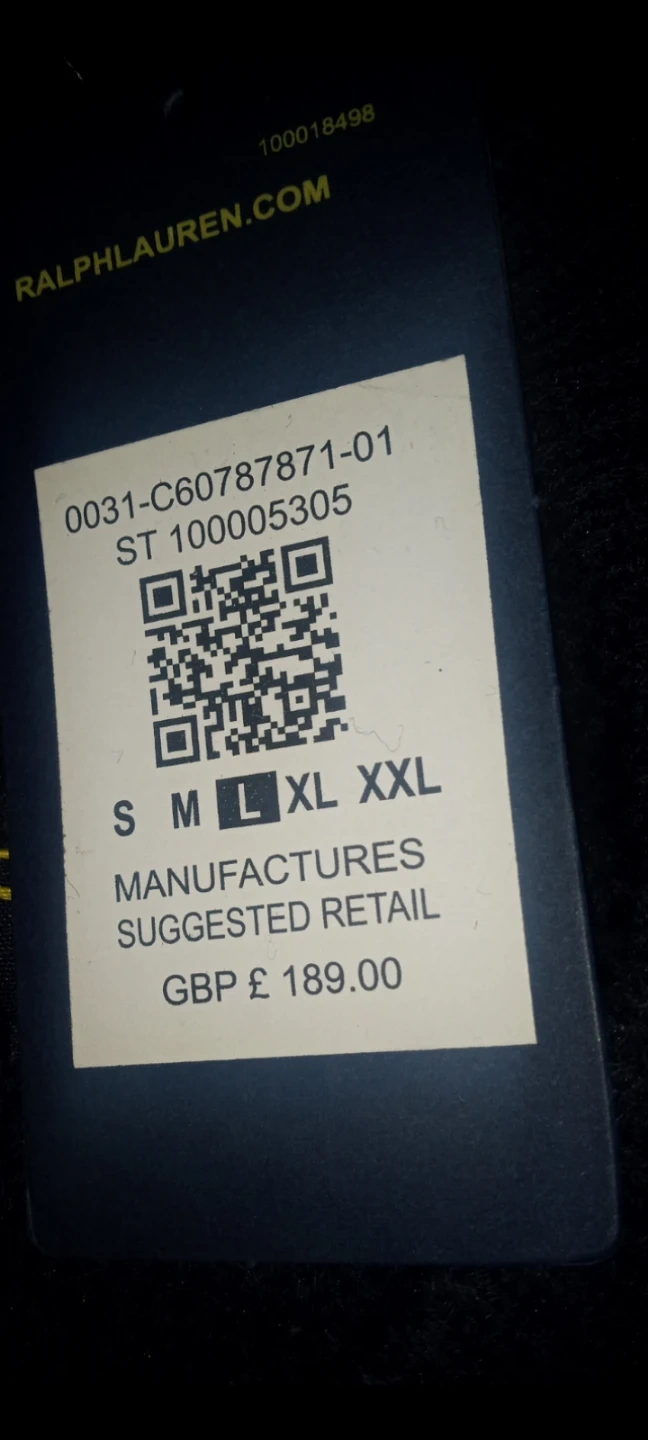 100018498
RALPHLAUREN.COM
0031-C60787871-01
ST 100005305
S M L XL XXL
MANUFACTURES
SUGGESTED RETAIL
GBP £ 189.00